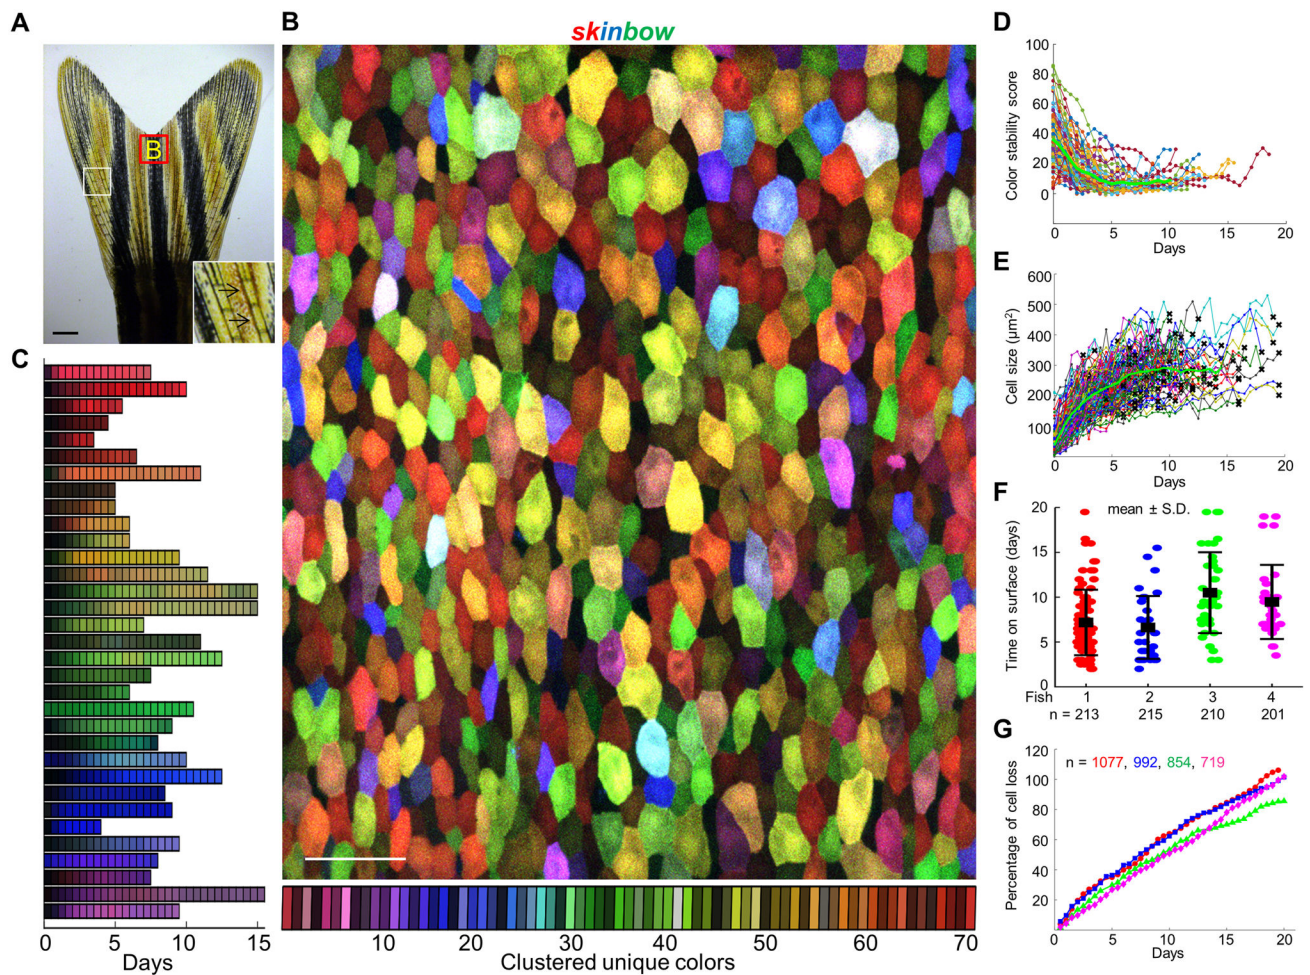 A
B
C
Days
0
5
10
15
B
skinbow
10
20
30
40
50
60
70
Clustered unique colors
D
Color stability score
100
80
60
40
20
0
0
5
10
15
20
Days
E
Cell size (µm²)
600
500
400
300
200
100
0
5
10
15
20
Days
F
Time on surface (days)
mean ± S.D.
20
15
10
5
0
Fish
1
2
3
4
n = 213
215
210
201
G
Percentage of cell loss
n = 1077, 992, 854, 719
120
100
80
60
40
20
0
5
10
15
20
Days